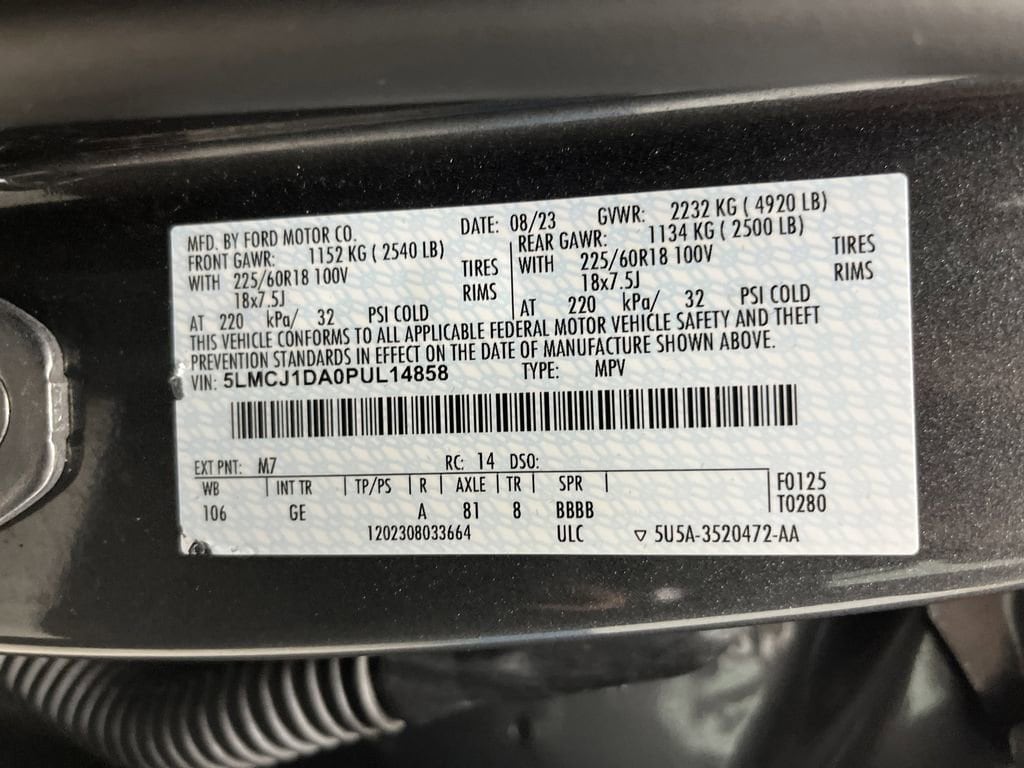 MFD. BY FORD MOTOR CO. DATE: 08/23 GVWR: 2232 KG ( 4920 LB)
FRONT GAWR: 1152 KG ( 2540 LB) REAR GAWR: 1134 KG ( 2500 LB)
WITH 225/60R18 100V TIRES WITH 225/60R18 100V TIRES
18x7.5J RIMS 18x7.5J RIMS
AT 220 kPa/ 32 PSI COLD AT 220 kPa/ 32 PSI COLD
THIS VEHICLE CONFORMS TO ALL APPLICABLE FEDERAL MOTOR VEHICLE SAFETY AND THEFT
PREVENTION STANDARDS IN EFFECT ON THE DATE OF MANUFACTURE SHOWN ABOVE.
VIN: 5LMCJ1DA0PUL14858 TYPE: MPV
EXT PNT: M7 RC: 14 DSO:
WB INT TR TP/PS R AXLE TR SPR F0125
106 GE A 81 8 BBBB T0280
1202308033664 ULC ▽ 5U5A-3520472-AA